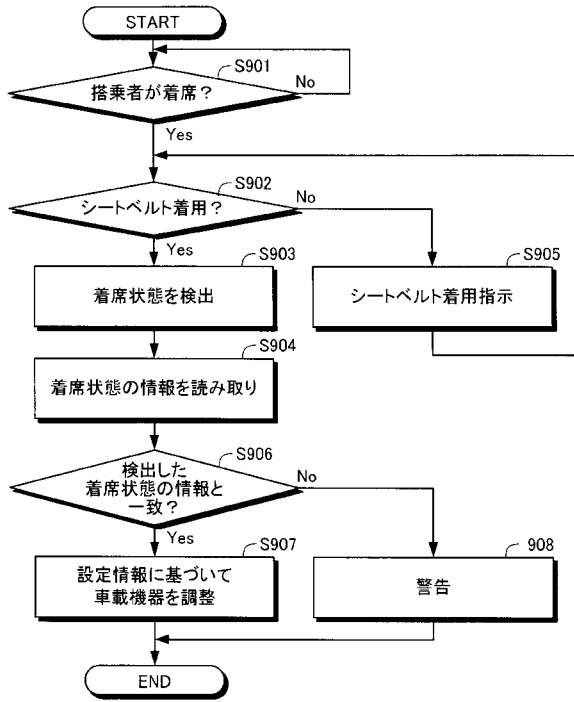 START
S901
搭乗者が着席？
No
Yes
S902
シートベルト着用？
No
Yes
S903
着席状態を検出
S905
シートベルト着用指示
S904
着席状態の情報を読み取り
S906
検出した
着席状態の情報と
一致？
No
Yes
S907
設定情報に基づいて
車載機器を調整
908
警告
END